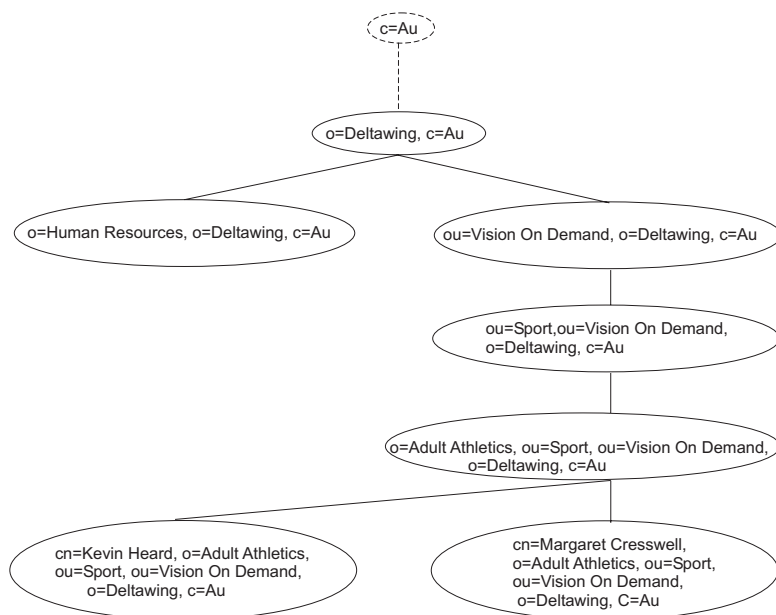 c=Au
o=Deltawing, c=Au
o=Human Resources, o=Deltawing, c=Au
ou=Vision On Demand, o=Deltawing, c=Au
ou=Sport,ou=Vision On Demand,
o=Deltawing, c=Au
o=Adult Athletics, ou=Sport, ou=Vision On Demand,
o=Deltawing, c=Au
cn=Kevin Heard, o=Adult Athletics,
ou=Sport, ou=Vision On Demand,
o=Deltawing, c=Au
cn=Margaret Cresswell,
o=Adult Athletics, ou=Sport,
ou=Vision On Demand,
o=Deltawing, C=Au